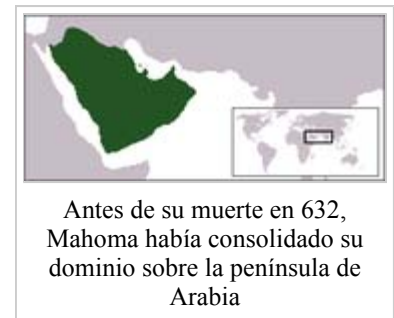 Antes de su muerte en 632,
Mahoma había consolidado su
dominio sobre la península de
Arabia